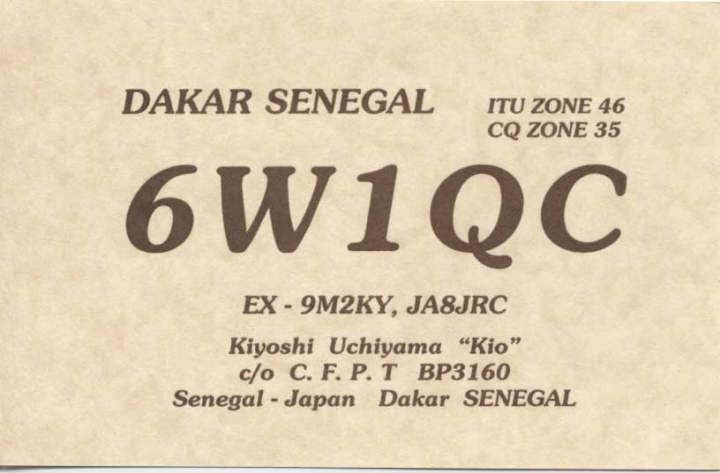 DAKAR SENEGAL
ITU ZONE 46
CQ ZONE 35
6W1QC
EX - 9M2KY, JA8JRC
Kiyoshi Uchiyama "Kio"
c/o C. F. P. T BP3160
Senegal - Japan Dakar SENEGAL